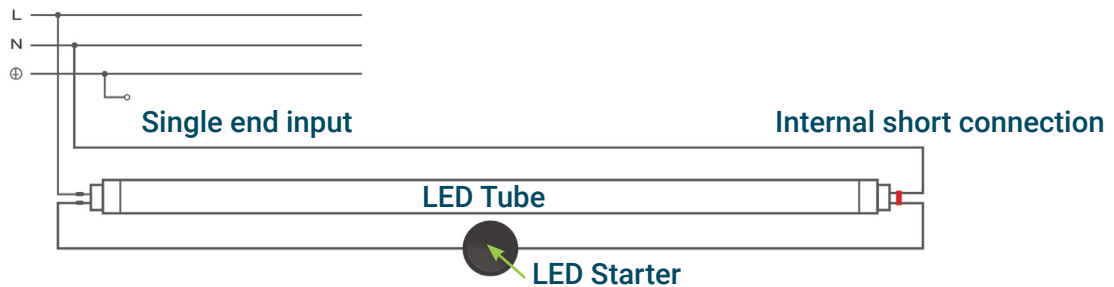 L
N
Single end input
Internal short connection
LED Tube
LED Starter